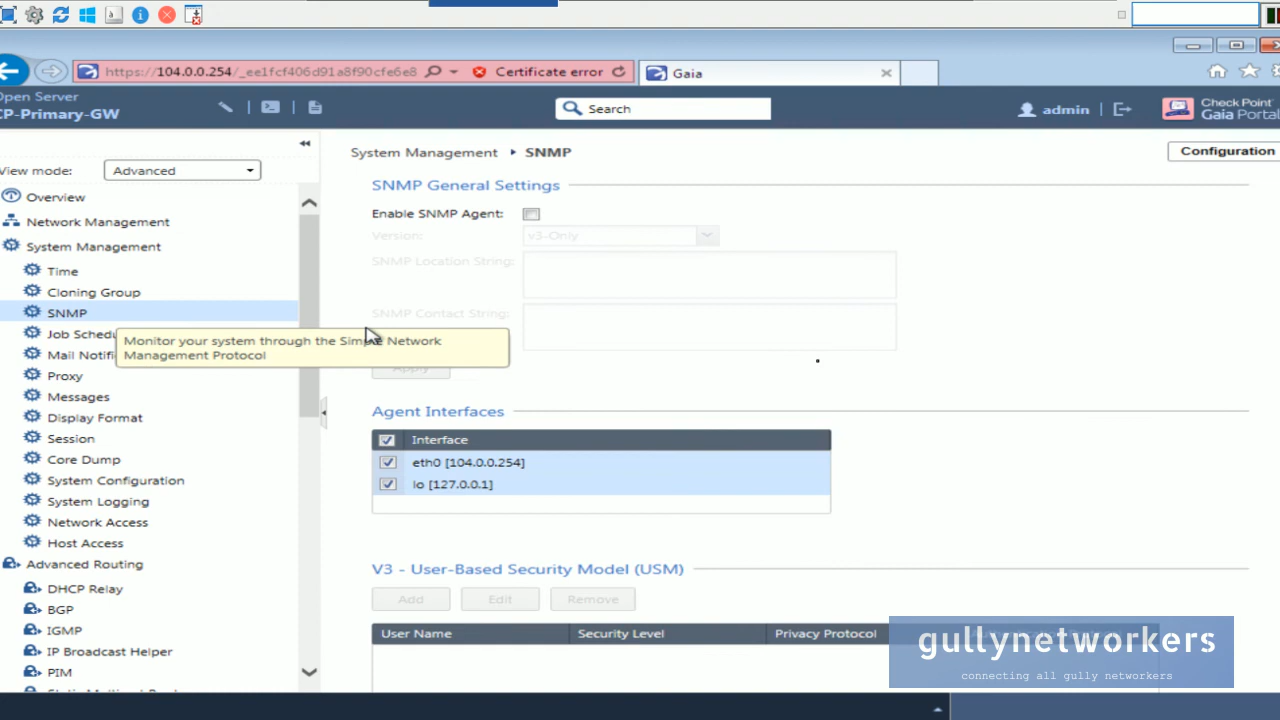 https://104.0.0.254/_ee1fcf406d91a8f90cfe6e8
Certificate error
Gaia
Open Server
CP-Primary-GW
Search
admin
Check Point
Gaia Portal
View mode:
Advanced
System Management
SNMP
Configuration
Overview
Network Management
System Management
Time
Cloning Group
SNMP
Job Schedu
Mail Notifi
Proxy
Messages
Display Format
Session
Core Dump
System Configuration
System Logging
Network Access
Host Access
Advanced Routing
DHCP Relay
BGP
IGMP
IP Broadcast Helper
PIM
Monitor your system through the Simple Network
Management Protocol
SNMP General Settings
Enable SNMP Agent:
Version:
v3-Only
SNMP Location String:
SNMP Contact String:
Apply
Agent Interfaces
Interface
eth0 [104.0.0.254]
lo [127.0.0.1]
V3 - User-Based Security Model (USM)
Add
Edit
Remove
User Name
Security Level
Privacy Protocol
gullynetworkers
connecting all gully networkers